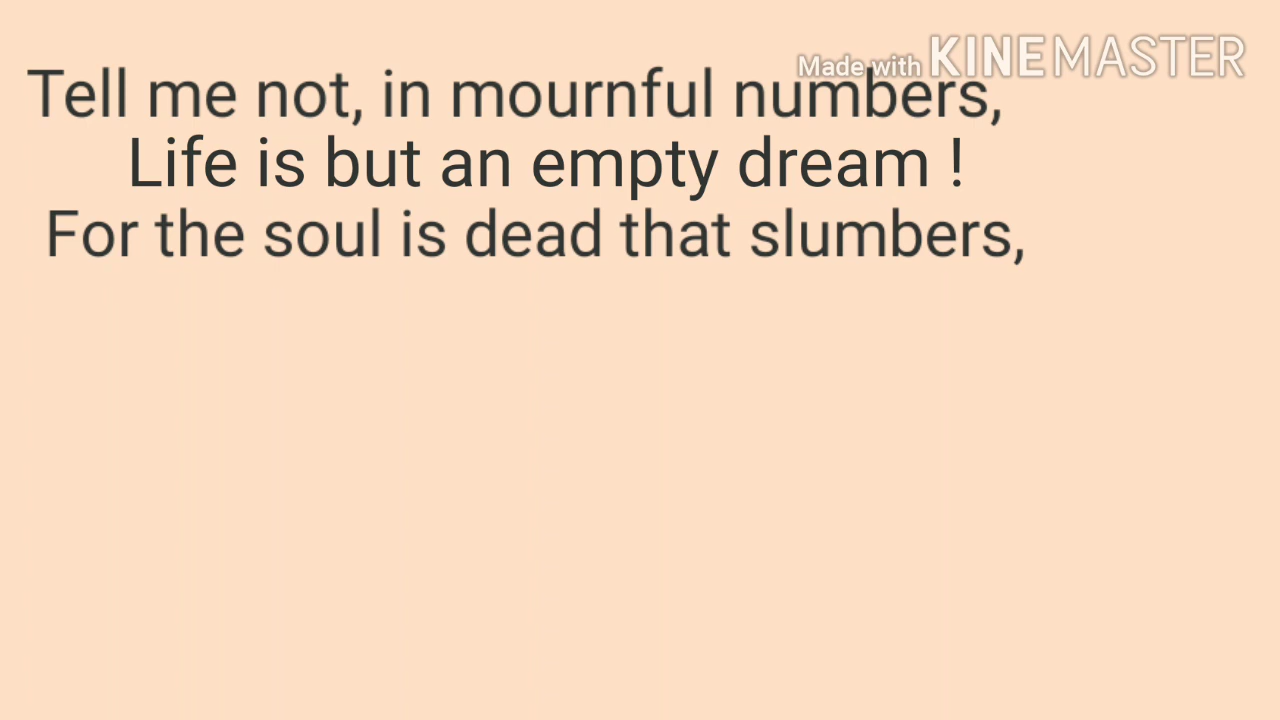 Made with KINEMASTER
Tell me not, in mournful numbers,
Life is but an empty dream !
For the soul is dead that slumbers,